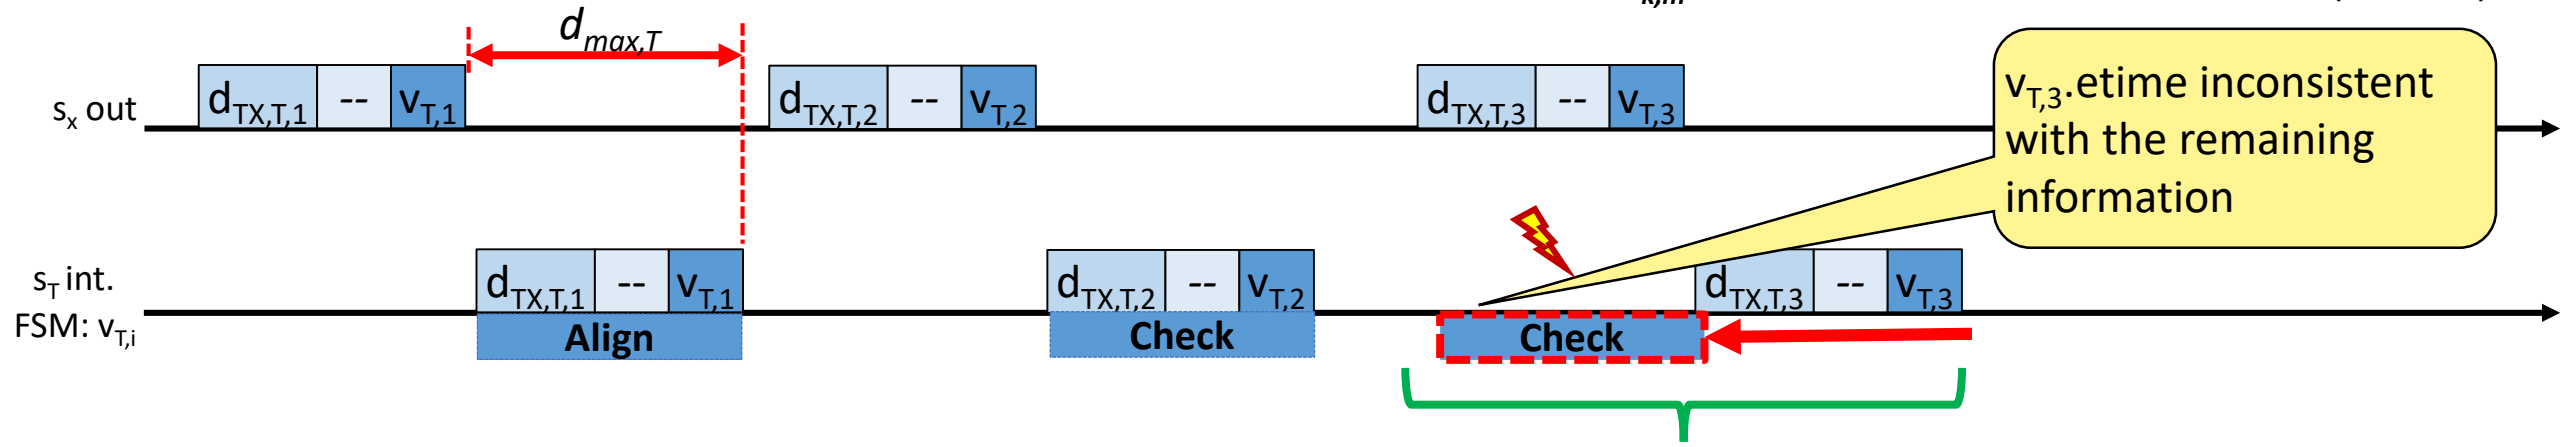 d_max,T
s_x out
d_TX,T,1 -- v_T,1
d_TX,T,2 -- v_T,2
d_TX,T,3 -- v_T,3
v_T,3.etime inconsistent
with the remaining
information
s_T int.
FSM: v_T,i
d_TX,T,1 -- v_T,1
d_TX,T,2 -- v_T,2
d_TX,T,3 -- v_T,3
Align
Check
Check